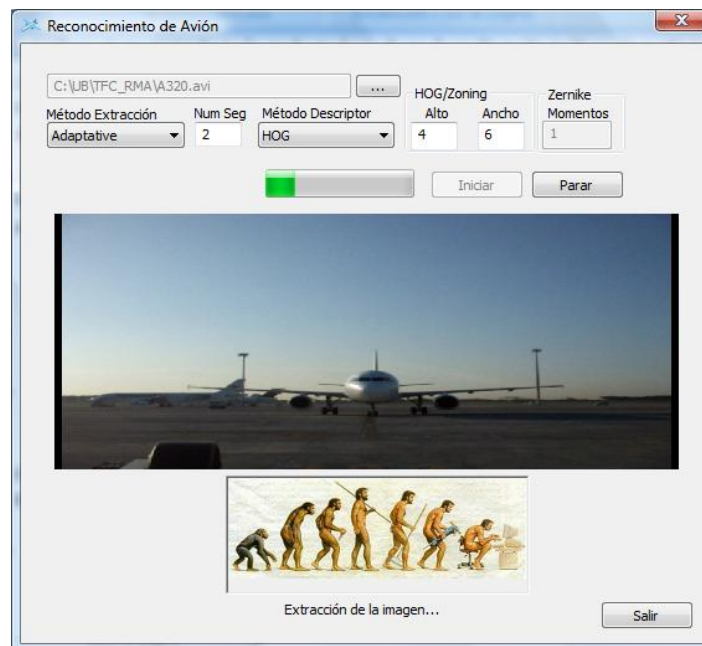 Reconocimiento de Avión
C:\UB\TFC_RMA\A320.avi ...
HOG/Zoning Zernike
Método Extracción Num Seg Método Descriptor Alto Ancho Momentos
Adaptative 2 HOG 4 6 1
Iniciar Parar
Extracción de la imagen...
Salir